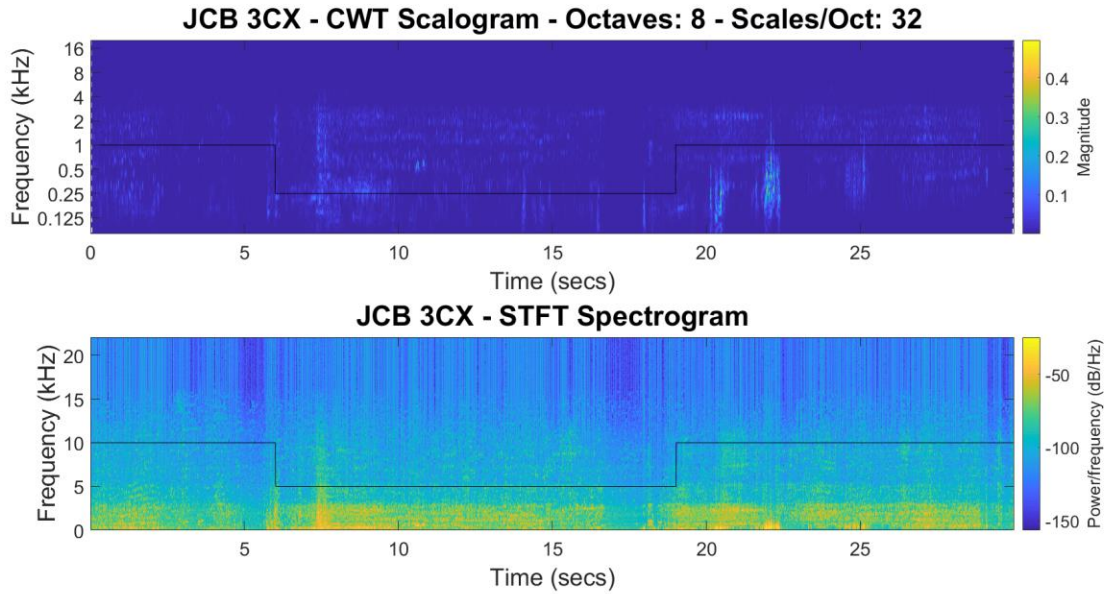 JCB 3CX - CWT Scalogram - Octaves: 8 - Scales/Oct: 32
Frequency (kHz)
16
8
4
2
1
0.5
0.25
0.125
0 5 10 15 20 25
Time (secs)
0.4
0.3
0.2
0.1
Magnitude
JCB 3CX - STFT Spectrogram
Frequency (kHz)
20
15
10
5
0
0 5 10 15 20 25
Time (secs)
-50
-100
-150
Power/frequency (dB/Hz)